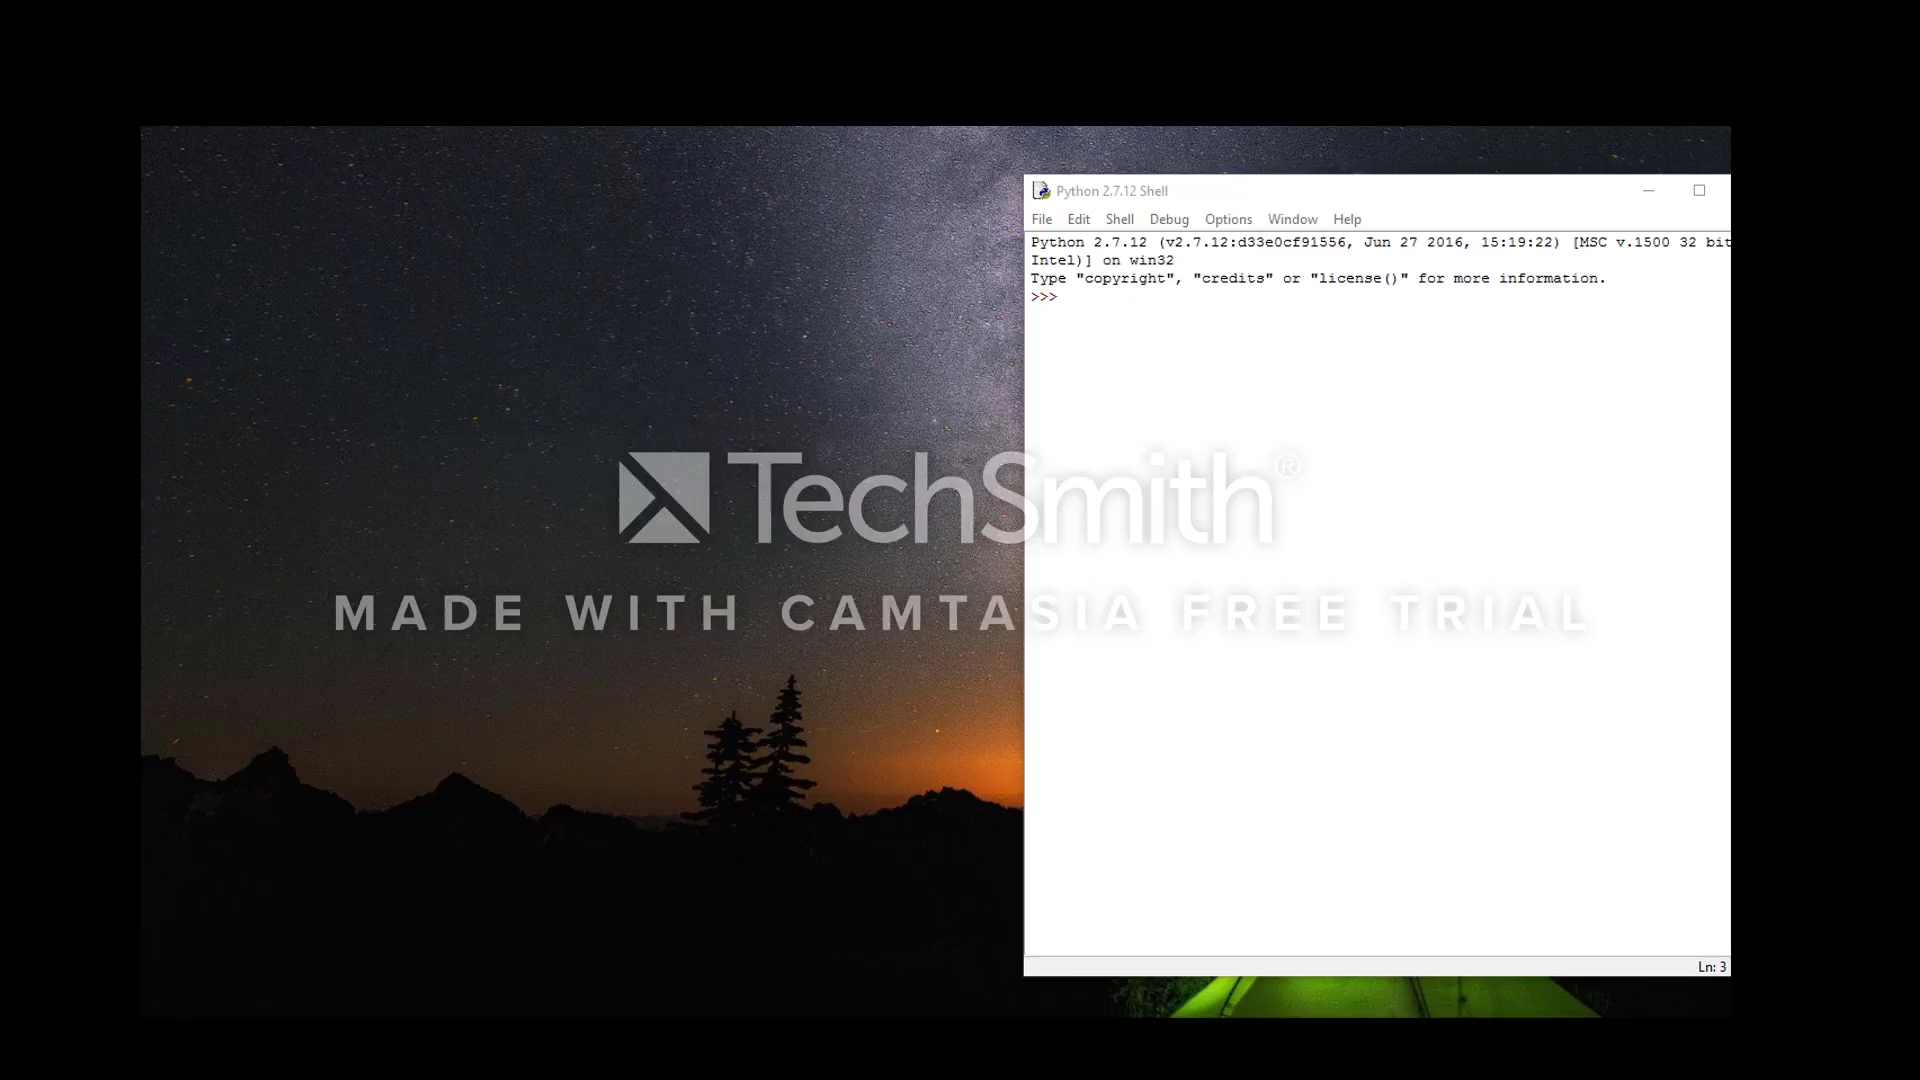 Python 2.7.12 Shell
File Edit Shell Debug Options Window Help
Python 2.7.12 (v2.7.12:d33e0cf91556, Jun 27 2016, 15:19:22) [MSC v.1500 32 bit
Intel)] on win32
Type "copyright", "credits" or "license()" for more information.
>>>
TechSmith®
MADE WITH CAMTASIA FREE TRIAL
Ln: 3